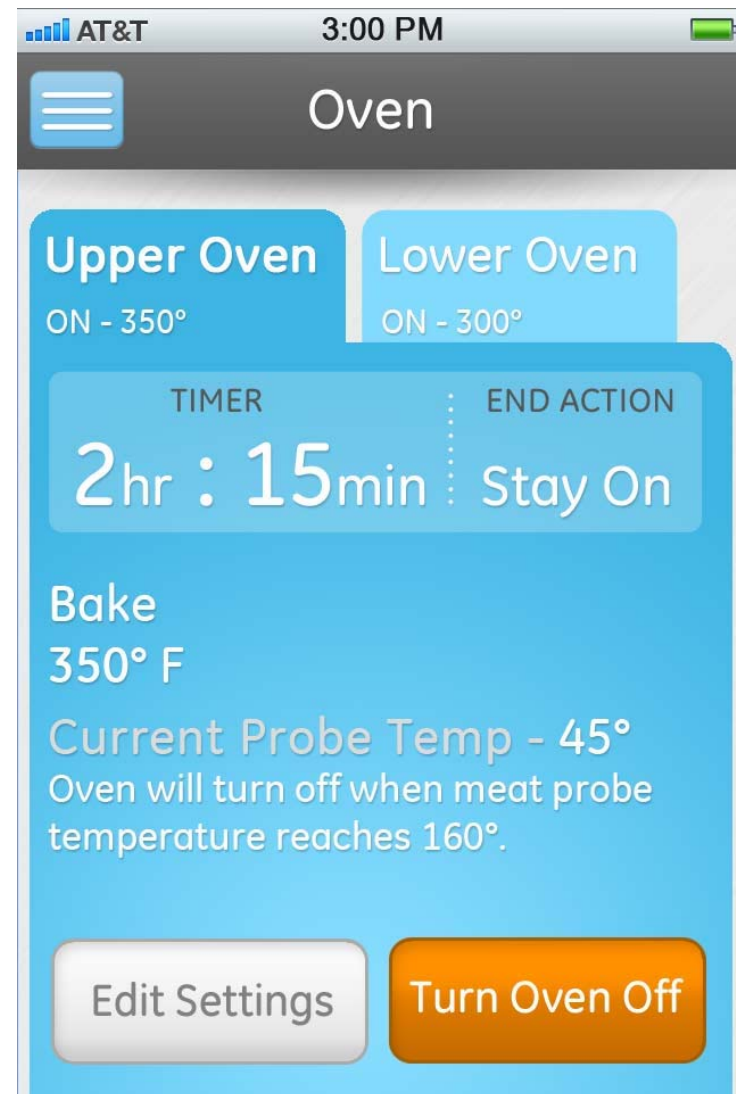 AT&T 3:00 PM
Oven
Upper Oven Lower Oven
ON - 350° ON - 300°
TIMER END ACTION
2hr : 15min Stay On
Bake
350° F
Current Probe Temp - 45°
Oven will turn off when meat probe
temperature reaches 160°.
Edit Settings Turn Oven Off